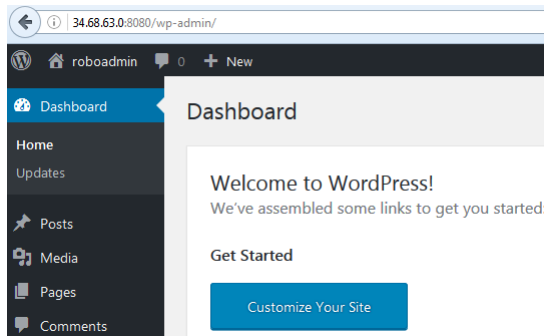 34.68.63.0:8080/wp-admin/
roboadmin 0 + New
Dashboard
Home
Updates
Posts
Media
Pages
Comments
Dashboard
Welcome to WordPress!
We've assembled some links to get you started:
Get Started
Customize Your Site